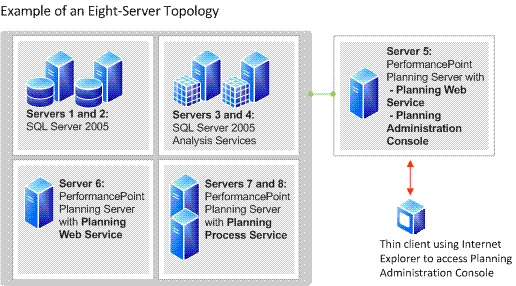 Example of an Eight-Server Topology
Servers 1 and 2:
SQL Server 2005
Servers 3 and 4:
SQL Server 2005
Analysis Services
Server 5:
PerformancePoint
Planning Server with
- Planning Web
Service
- Planning
Administration
Console
Server 6:
PerformancePoint
Planning Server
with Planning
Web Service
Servers 7 and 8:
PerformancePoint
Planning Server
with Planning
Process Service
Thin client using Internet
Explorer to access Planning
Administration Console